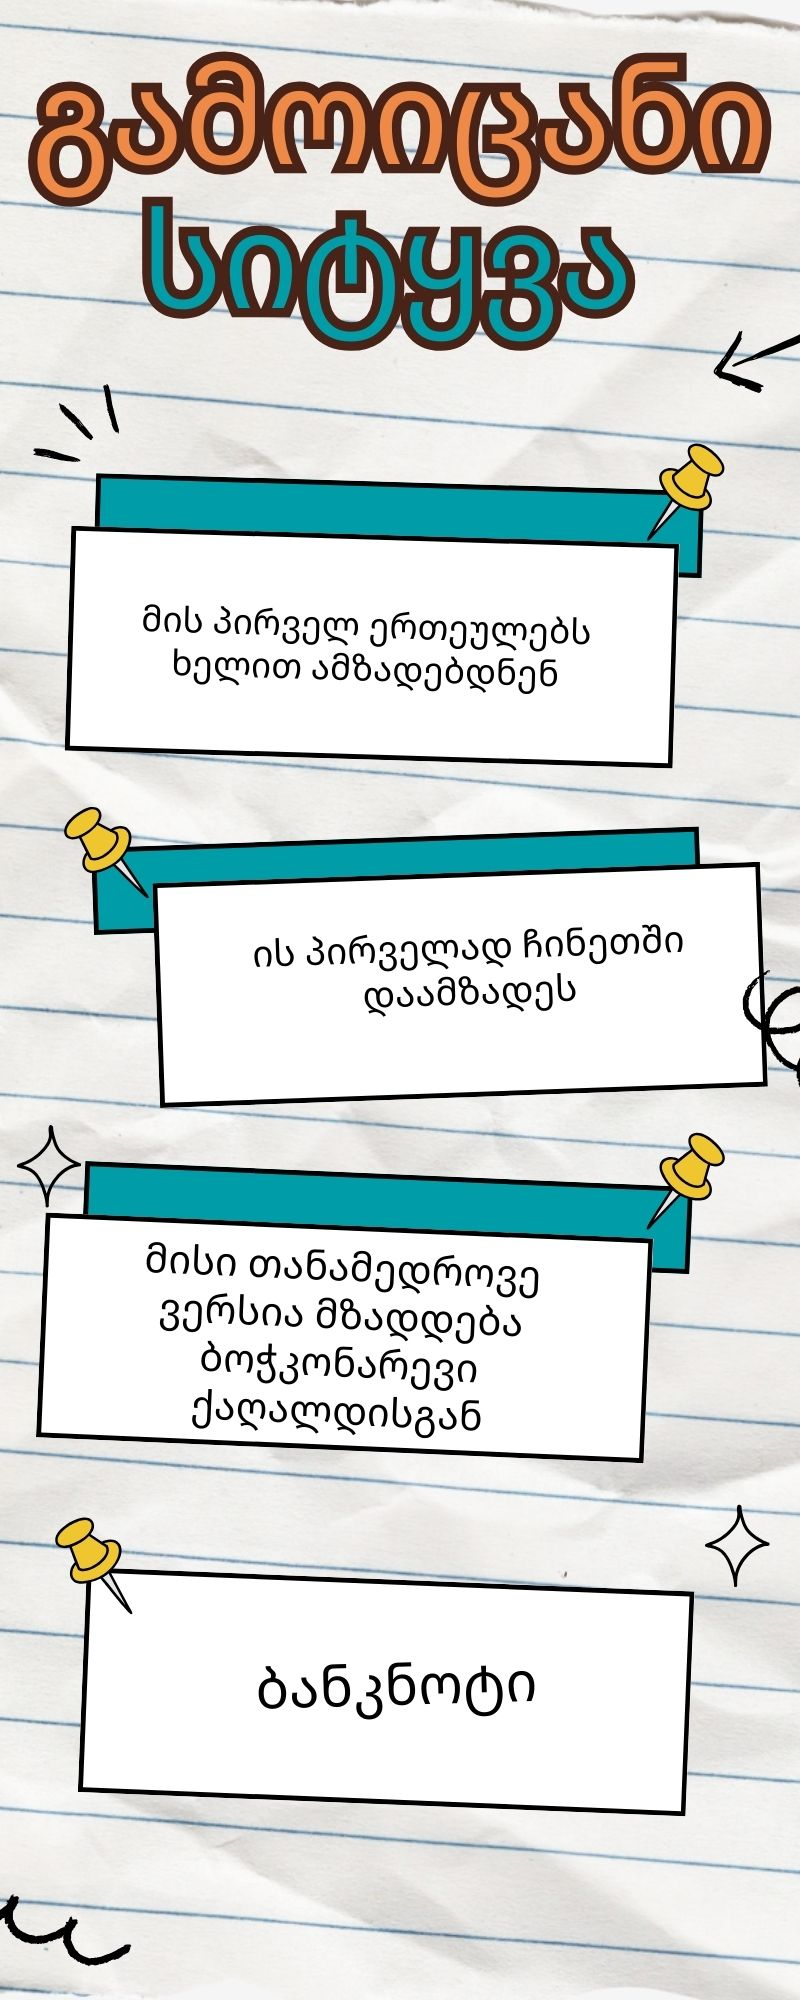 გამოიცანი
სიტყვა
მის პირველ ერთეულებს
ხელით ამზადებდნენ
ის პირველად ჩინეთში
დაამზადეს
მისი თანამედროვე
ვერსია მზადდება
ბოჭკონარევი
ქაღალდისგან
ბანკნოტი